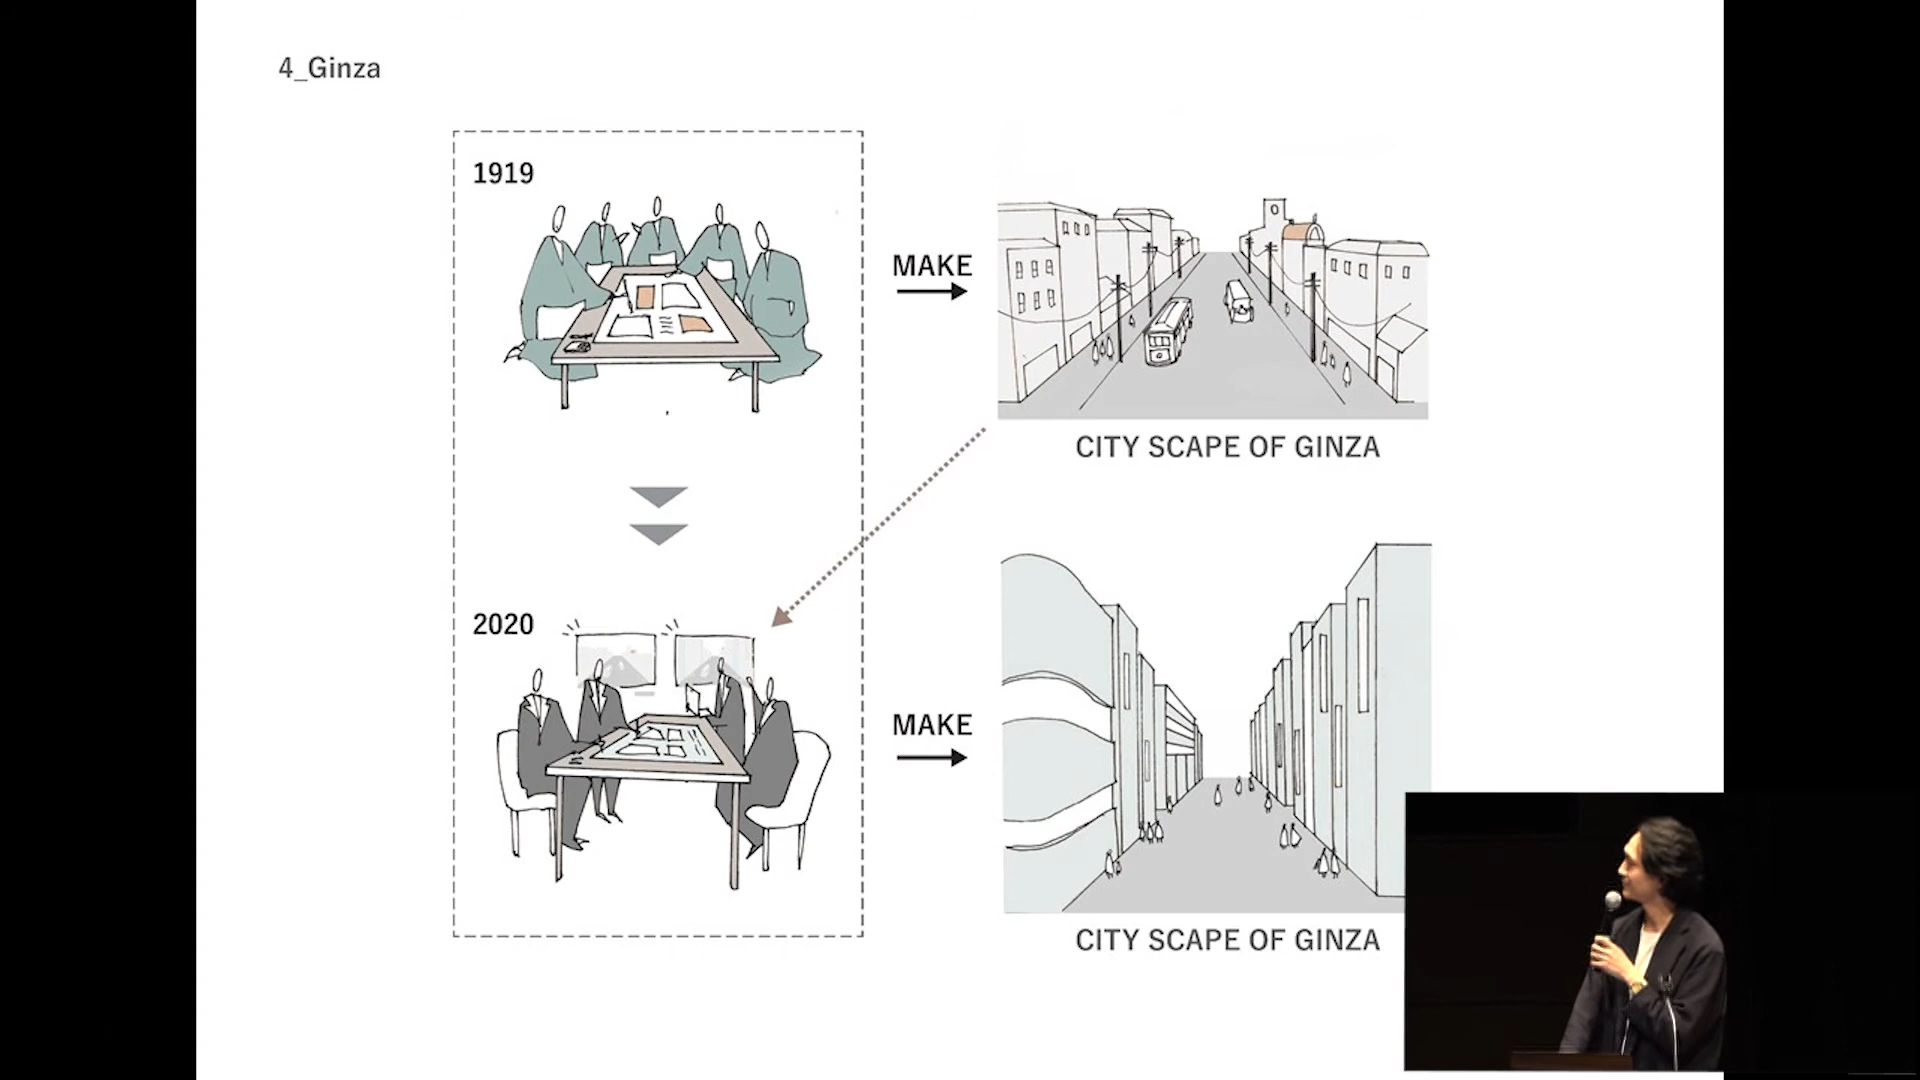 4_Ginza
1919
MAKE
CITY SCAPE OF GINZA
2020
MAKE
CITY SCAPE OF GINZA